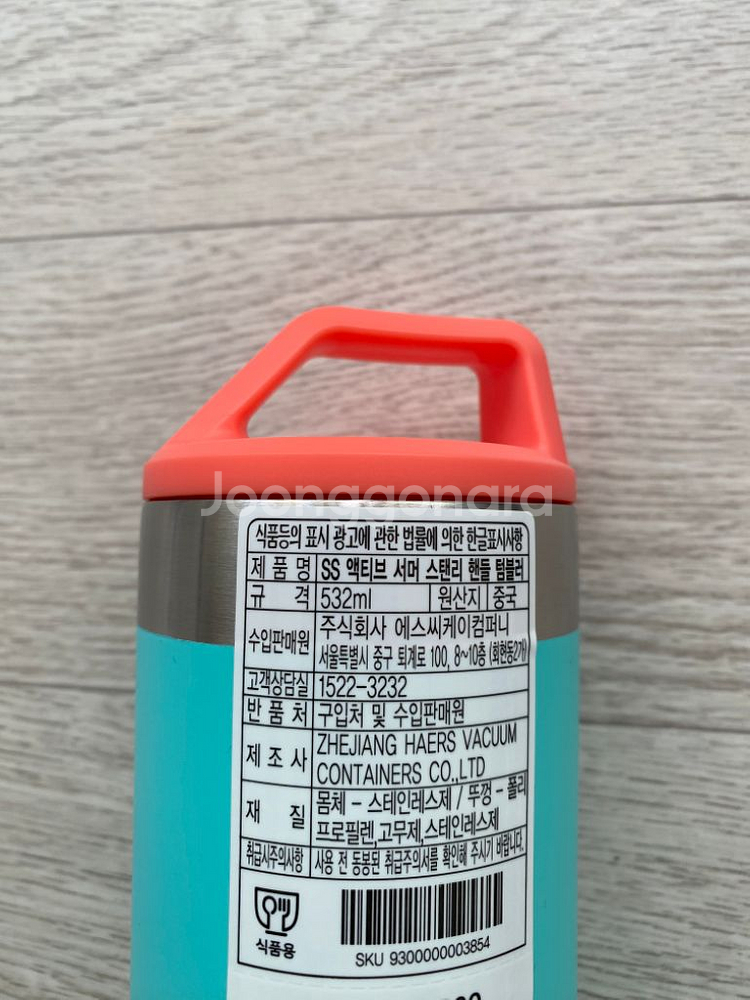 Joonggonara
식품등의 표시 광고에 관한 법률에 의한 한글표시사항
제 품 명 SS 액티브 서머 스탠리 핸들 텀블러
규 격 532ml 원산지 중국
수입판매원 주식회사 에스씨케이컴퍼니
서울특별시 중구 퇴계로 100, 8~10층 (회현동2가)
고객상담실 1522-3232
반 품 처 구입처 및 수입판매원
제 조 사 ZHEJIANG HAERS VACUUM
CONTAINERS CO.,LTD
재 질 몸체 - 스테인레스제 / 뚜껑 - 폴리
프로필렌,고무제,스테인레스제
취급시주의사항 사용 전 동봉된 취급주의서를 확인해 주시기 바랍니다.
식품용
SKU 9300000003854